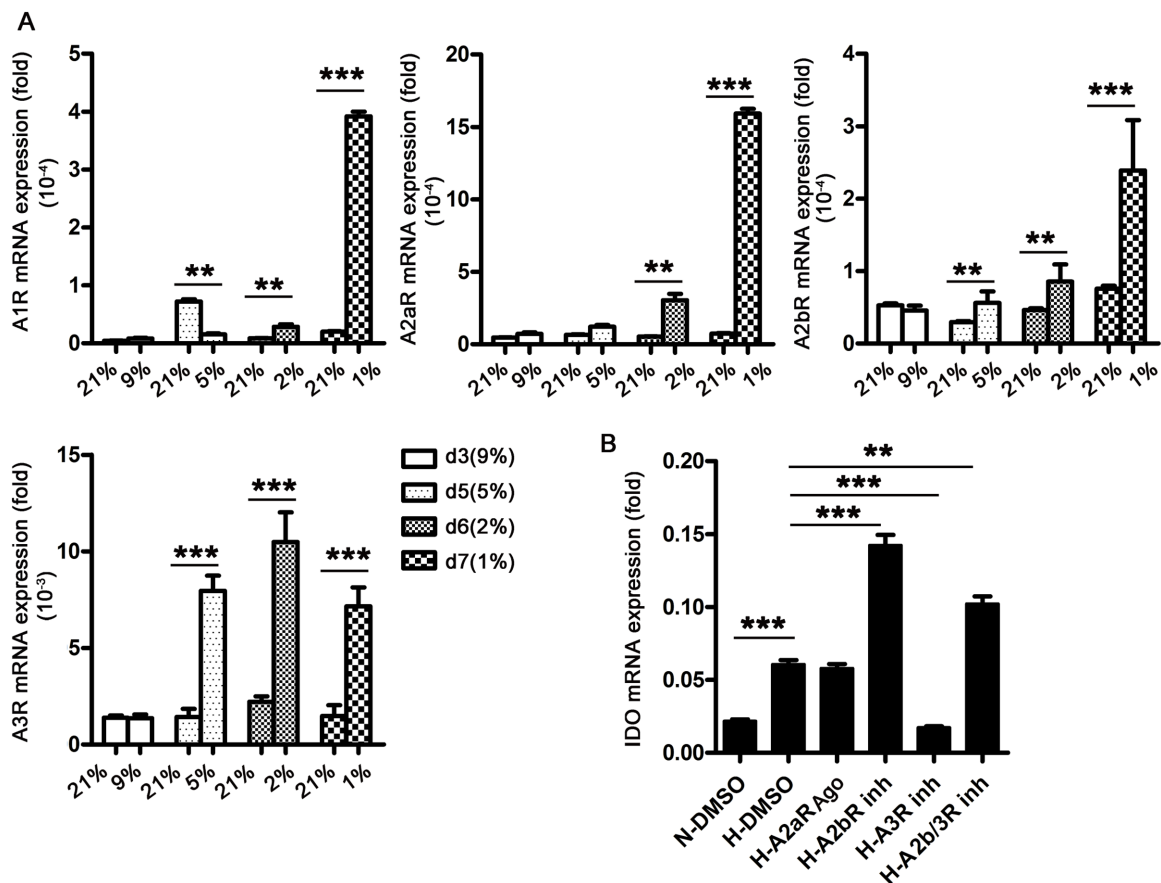 A
A1R mRNA expression (fold)
(10⁻⁴)
5
4
3
2
1
0
**
**
***
21% 9% 21% 5% 21% 2% 21% 1%
A2aR mRNA expression (fold)
(10⁻⁴)
20
15
10
5
0
**
***
21% 9% 21% 5% 21% 2% 21% 1%
A2bR mRNA expression (fold)
(10⁻⁴)
4
3
2
1
0
**
**
***
21% 9% 21% 5% 21% 2% 21% 1%
A3R mRNA expression (fold)
(10⁻³)
15
10
5
0
***
***
***
21% 9% 21% 5% 21% 2% 21% 1%
d3(9%)
d5(5%)
d6(2%)
d7(1%)
B
IDO mRNA expression (fold)
0.20
0.15
0.10
0.05
0.00
**
***
***
***
N-DMSO
H-DMSO
H-A2aR Ago
H-A2bR inh
H-A3R inh
H-A2b/3R inh